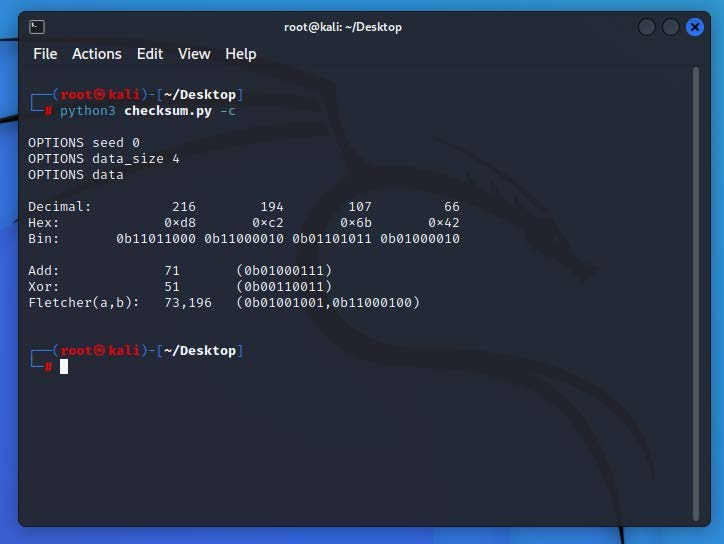 root@kali: ~/Desktop
File Actions Edit View Help
┌──(root㉿kali)-[~/Desktop]
└─# python3 checksum.py -c
OPTIONS seed 0
OPTIONS data_size 4
OPTIONS data
Decimal: 216 194 107 66
Hex: 0×d8 0×c2 0×6b 0×42
Bin: 0b11011000 0b11000010 0b01101011 0b01000010
Add: 71 (0b01000111)
Xor: 51 (0b00110011)
Fletcher(a,b): 73,196 (0b01001001,0b11000100)
┌──(root㉿kali)-[~/Desktop]
└─#